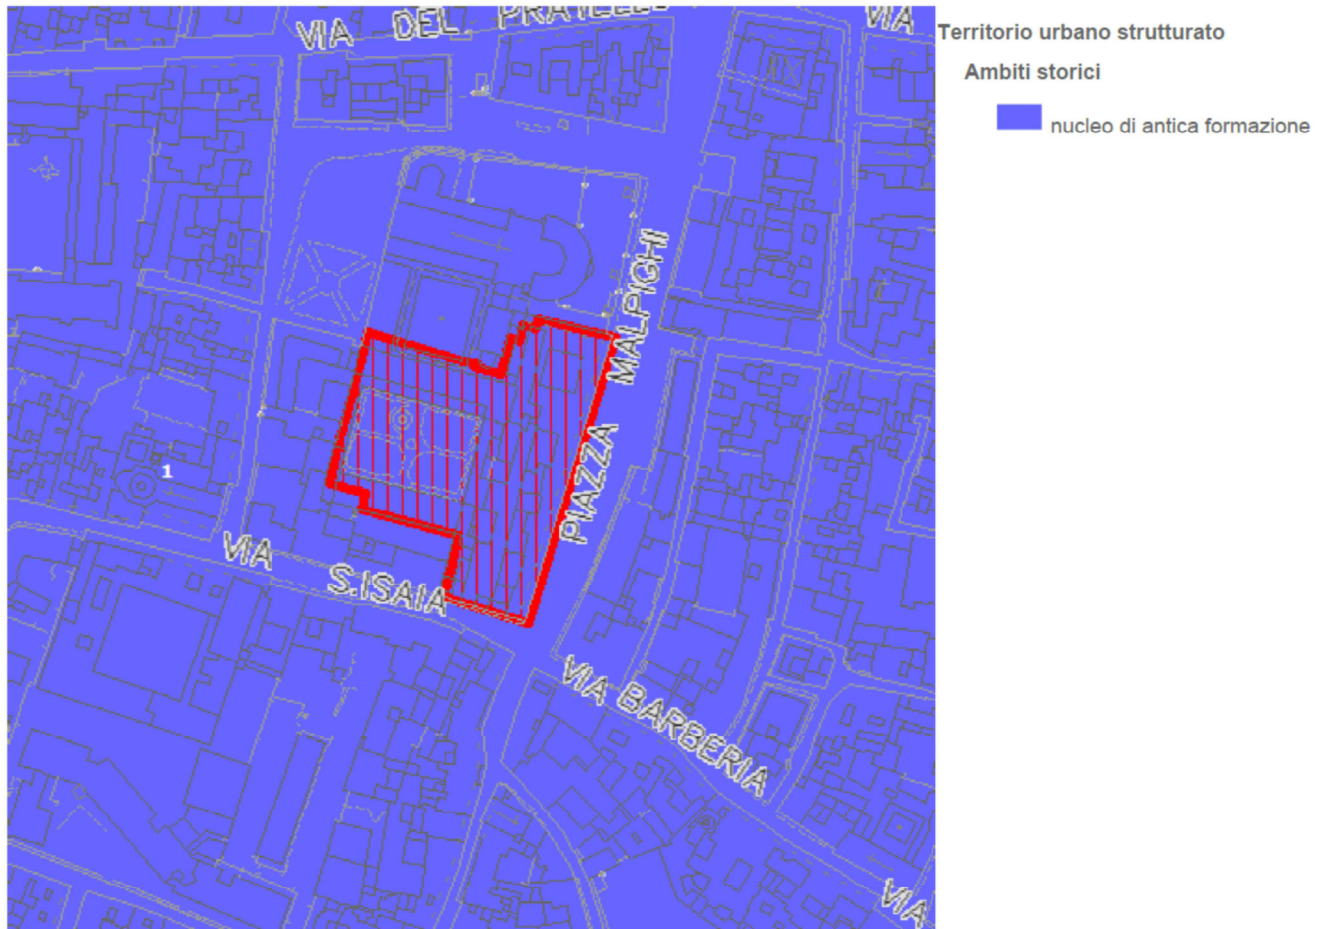 VIA DEL PRATELLO
VIA
Territorio urbano strutturato
Ambiti storici
nucleo di antica formazione
PIAZZA MALPIGHI
1
VIA S.ISAIA
VIA BARBERIA
VIA